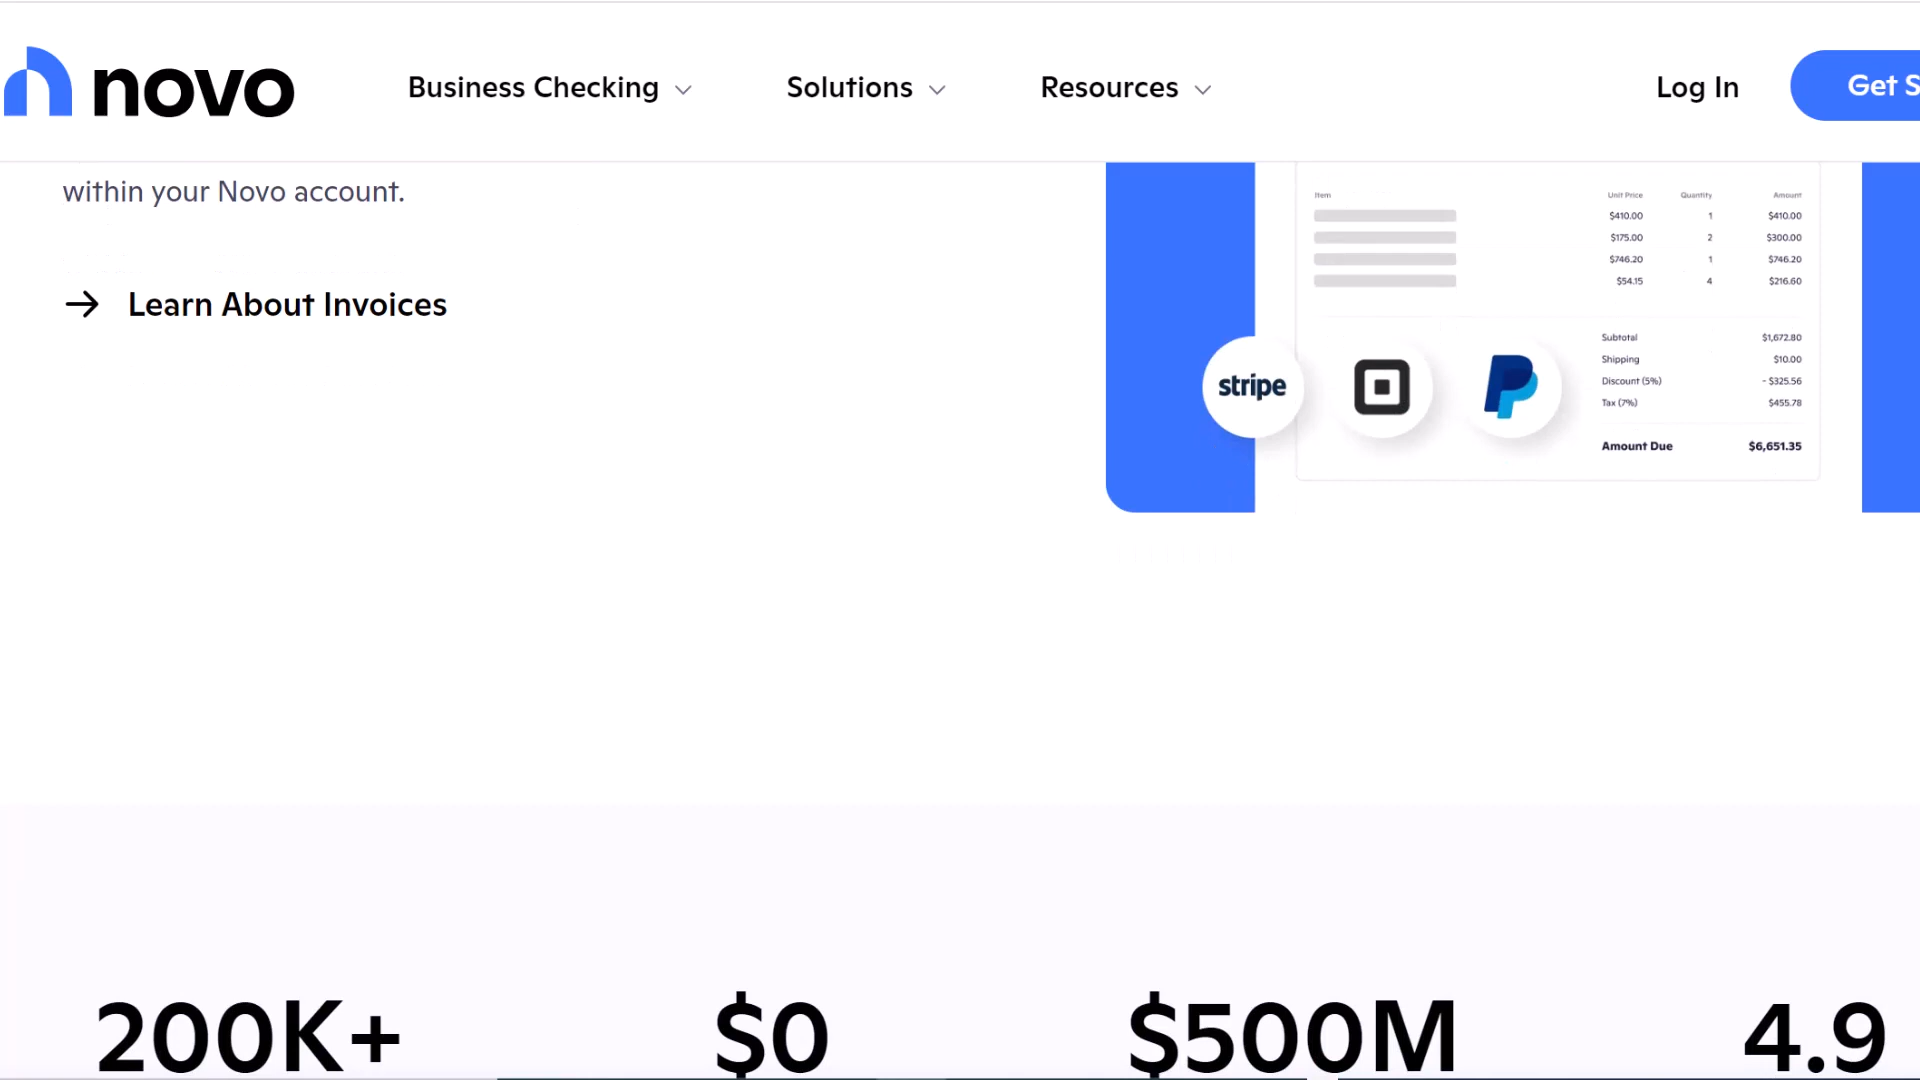 novo
Business Checking
Solutions
Resources
Log In
Get S
within your Novo account.
Learn About Invoices
Item Unit Price Quantity Amount
$410.00 1 $410.00
$175.00 2 $300.00
$746.20 1 $746.20
$54.15 4 $216.60
Subtotal $1,672.80
Shipping $10.00
Discount (5%) - $325.56
Tax (7%) $455.78
Amount Due $6,651.35
stripe
200K+
$0
$500M
4.9